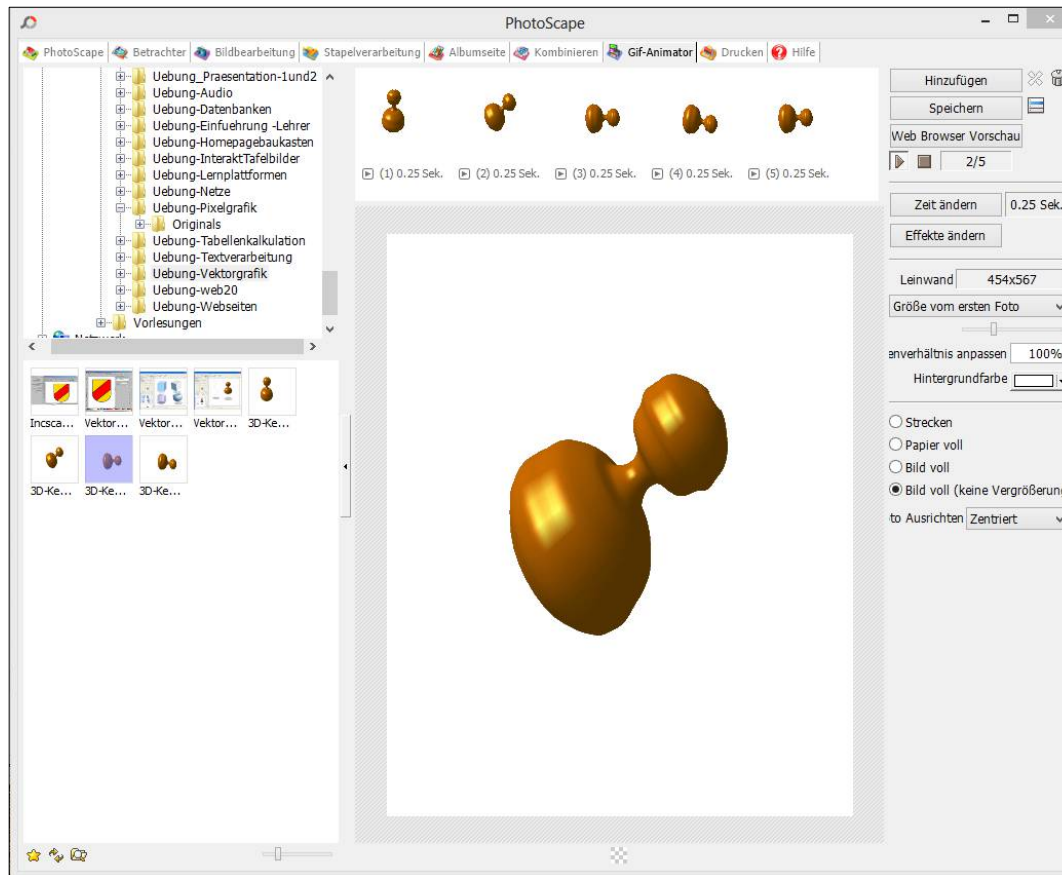 PhotoScape
PhotoScape Betrachter Bildbearbeitung Stapelverarbeitung Albumseite Kombinieren Gif-Animator Drucken Hilfe
Uebung_Praesentation-1und2
Uebung-Audio
Uebung-Datenbanken
Uebung-Einfuehrung -Lehrer
Uebung-Homepagebaukasten
Uebung-InteraktTafelbilder
Uebung-Lernplattformen
Uebung-Netze
Uebung-Pixelgrafik
Originals
Uebung-Tabellenkalkulation
Uebung-Textverarbeitung
Uebung-Vektorgrafik
Uebung-web20
Uebung-Webseiten
Vorlesungen
Incsca... Vektor... Vektor... Vektor... 3D-Ke...
3D-Ke... 3D-Ke... 3D-Ke...
(1) 0.25 Sek. (2) 0.25 Sek. (3) 0.25 Sek. (4) 0.25 Sek. (5) 0.25 Sek.
Hinzufügen
Speichern
Web Browser Vorschau
2/5
Zeit ändern 0.25 Sek.
Effekte ändern
Leinwand 454x567
Größe vom ersten Foto
enverhältnis anpassen 100%
Hintergrundfarbe
Strecken
Papier voll
Bild voll
Bild voll (keine Vergrößerung
to Ausrichten Zentriert